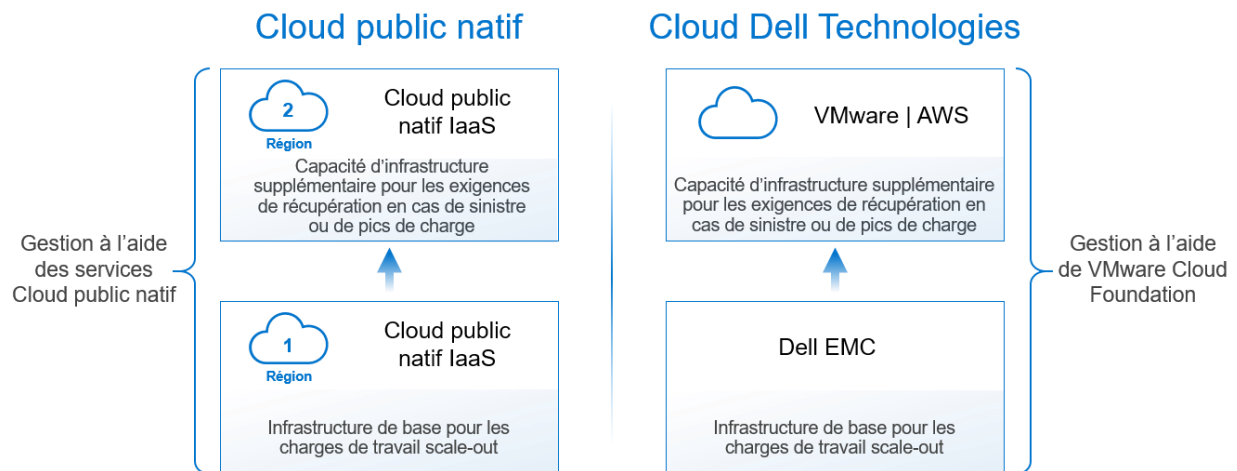 Cloud public natif
Cloud Dell Technologies
2
Région
Cloud public
natif IaaS
Capacité d’infrastructure
supplémentaire pour les exigences
de récupération en cas de sinistre
ou de pics de charge
Gestion à l’aide
des services
Cloud public natif
1
Région
Cloud public
natif IaaS
Infrastructure de base pour les
charges de travail scale-out
VMware | AWS
Capacité d’infrastructure supplémentaire
pour les exigences de récupération en
cas de sinistre ou de pics de charge
Dell EMC
Infrastructure de base pour les
charges de travail scale-out
Gestion à l’aide
de VMware Cloud
Foundation